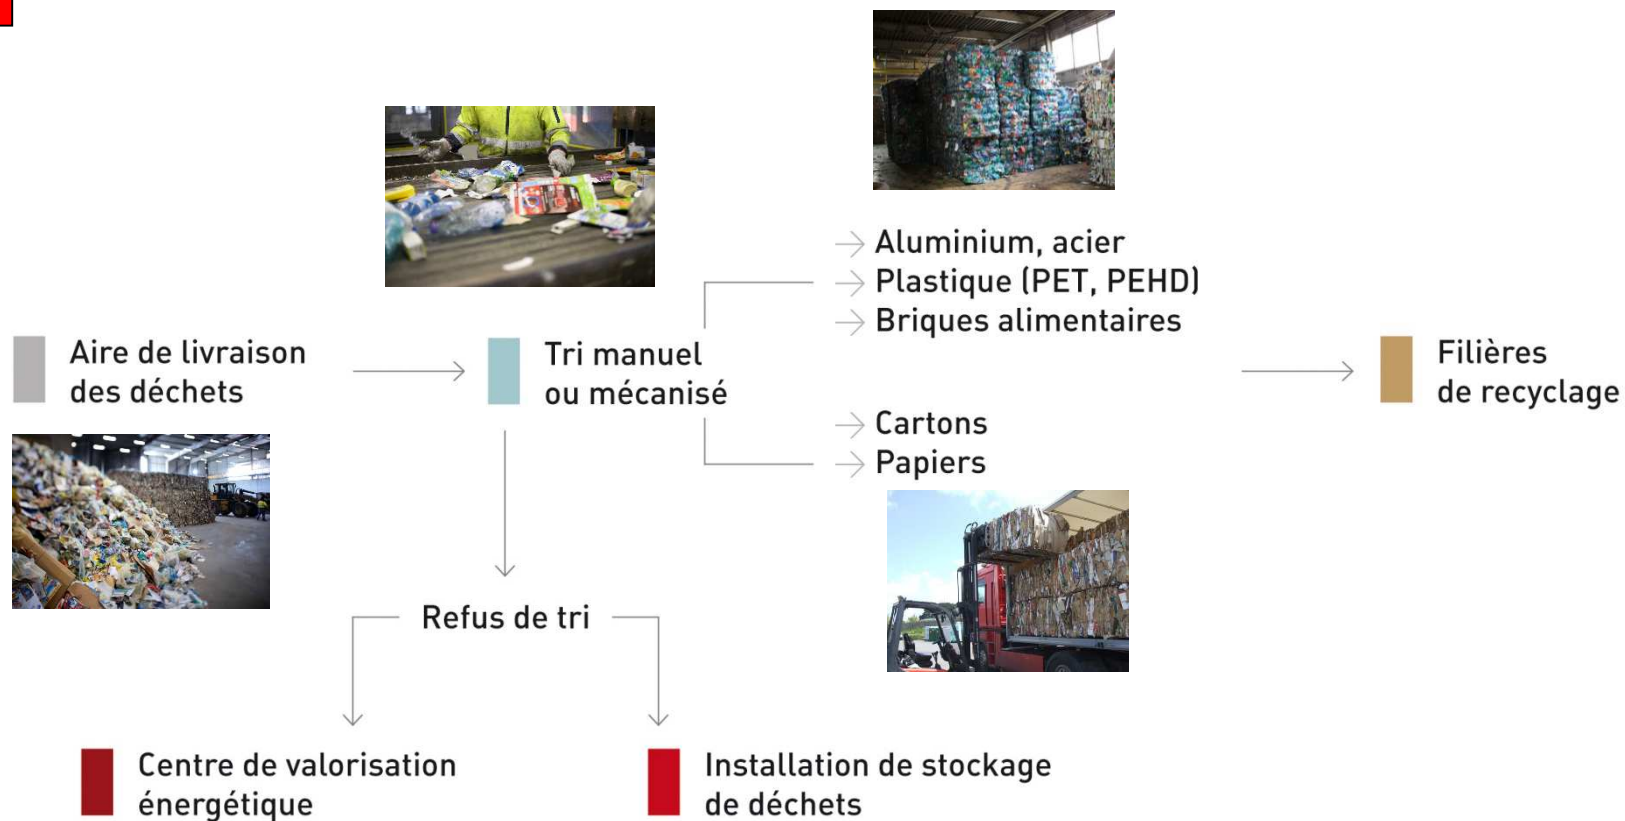 Aire de livraison
des déchets
Tri manuel
ou mécanisé
Aluminium, acier
Plastique (PET, PEHD)
Briques alimentaires
Cartons
Papiers
Filières
de recyclage
Refus de tri
Centre de valorisation
énergétique
Installation de stockage
de déchets